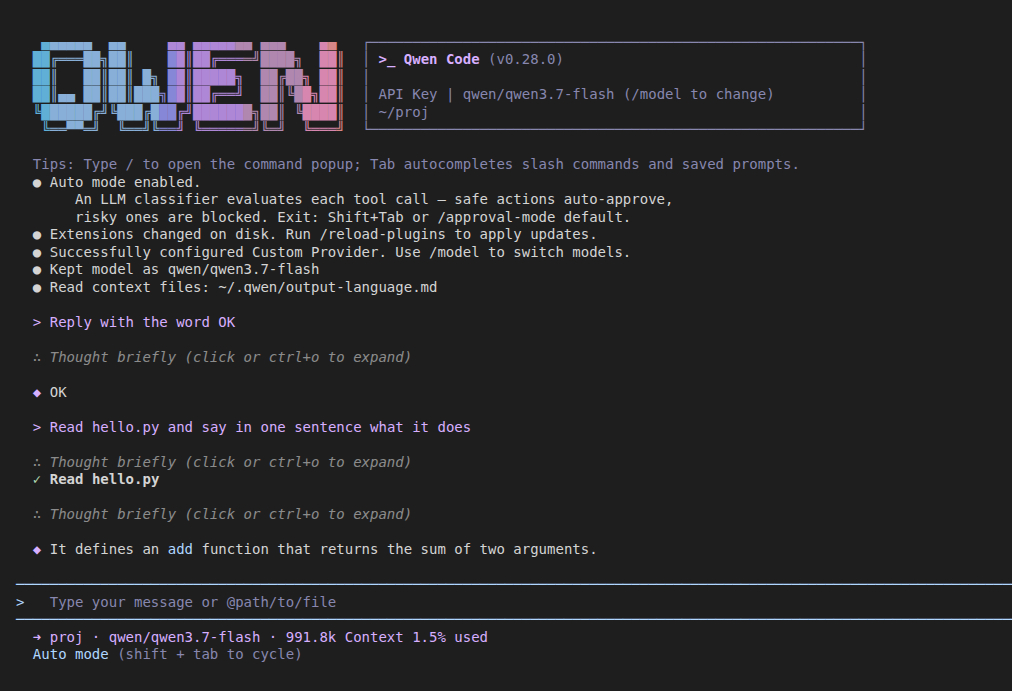 QWEN
>_ Qwen Code (v0.28.0)
API Key | qwen/qwen3.7-flash (/model to change)
~/proj
Tips: Type / to open the command popup; Tab autocompletes slash commands and saved prompts.
● Auto mode enabled.
An LLM classifier evaluates each tool call — safe actions auto-approve,
risky ones are blocked. Exit: Shift+Tab or /approval-mode default.
● Extensions changed on disk. Run /reload-plugins to apply updates.
● Successfully configured Custom Provider. Use /model to switch models.
● Kept model as qwen/qwen3.7-flash
● Read context files: ~/.qwen/output-language.md
> Reply with the word OK
∴ Thought briefly (click or ctrl+o to expand)
◆ OK
> Read hello.py and say in one sentence what it does
∴ Thought briefly (click or ctrl+o to expand)
✓ Read hello.py
∴ Thought briefly (click or ctrl+o to expand)
◆ It defines an add function that returns the sum of two arguments.
> Type your message or @path/to/file
➜ proj · qwen/qwen3.7-flash · 991.8k Context 1.5% used
Auto mode (shift + tab to cycle)